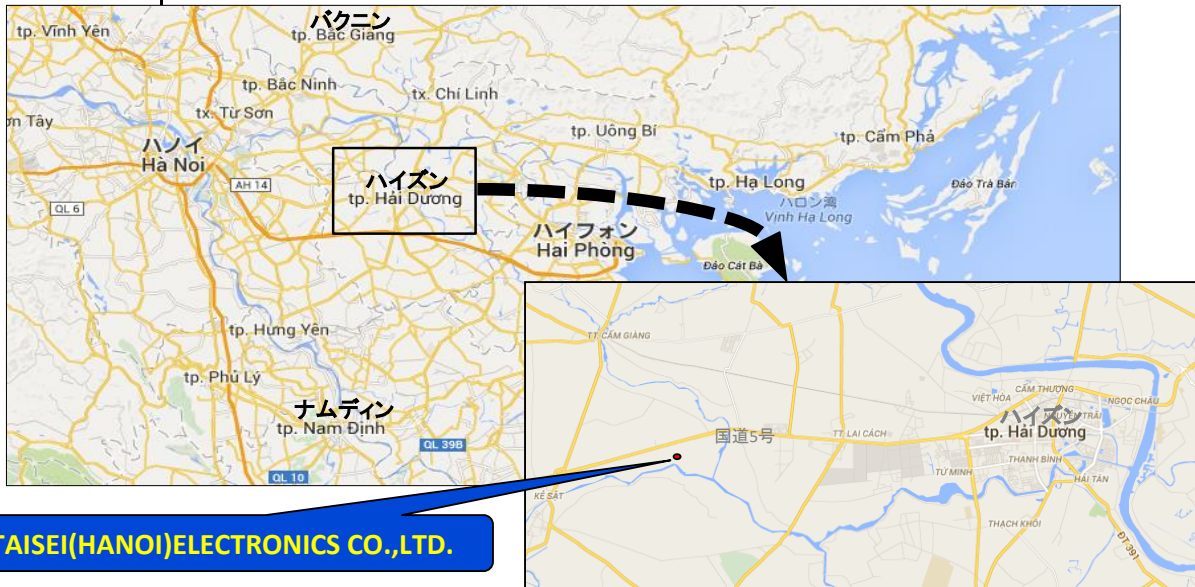 バクニン
tp. Vĩnh Yên
tp. Bắc Giang
tp. Bắc Ninh
tx. Chí Linh
tx. Từ Sơn
ơn Tây
tp. Uông Bí
tp. Cẩm Phả
ハノイ
Hà Noi
AH 14
ハイズン
tp. Hải Dương
tp. Hạ Long
ハロン湾
Vịnh Hạ Long
Đảo Trà Bản
QL 6
ハイフォン
Hai Phòng
Đảo Cát Bà
tp. Hưng Yên
tp. Phủ Lý
ナムディン
tp. Nam Định
QL 39B
QL 10
TT CẨM GIÀNG
CẨM THƯỢNG
VIỆT HÒA
NGỌC CHÂU
NGUYỄN TRÃI
ハイズン
tp. Hải Dương
国道5号
TT LAI CÁCH
THANH BÌNH
TỨ MINH
HẢI TÂN
KẺ SẶT
THẠCH KHÔI
ĐT 391
TAISEI(HANOI)ELECTRONICS CO.,LTD.